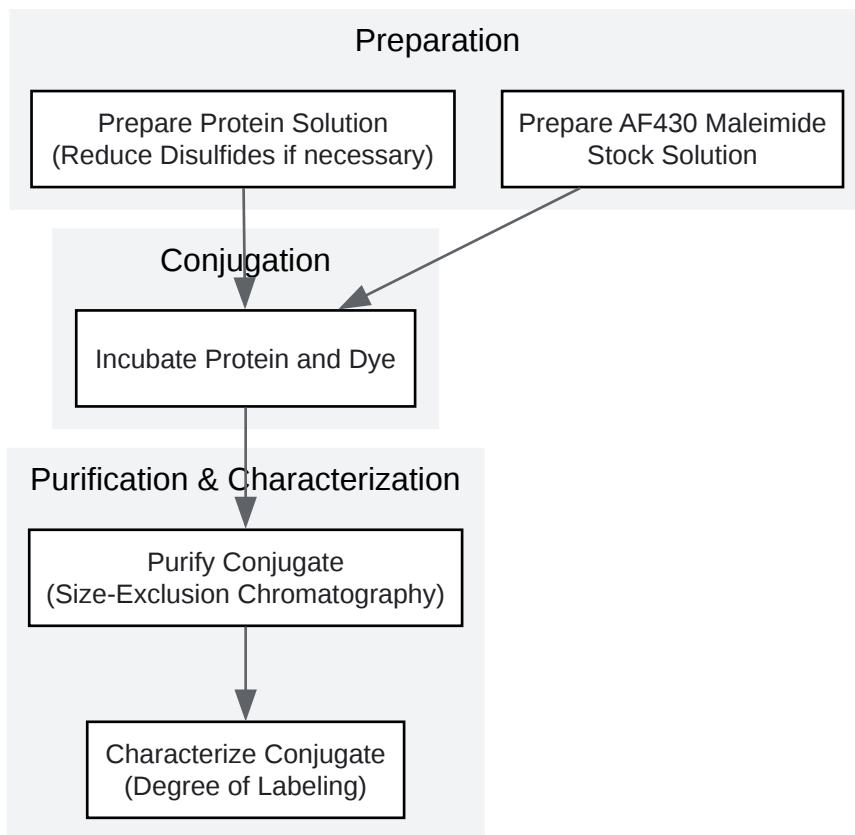 Preparation
Prepare Protein Solution
(Reduce Disulfides if necessary)
Prepare AF430 Maleimide
Stock Solution
Conjugation
Incubate Protein and Dye
Purification & Characterization
Purify Conjugate
(Size-Exclusion Chromatography)
Characterize Conjugate
(Degree of Labeling)